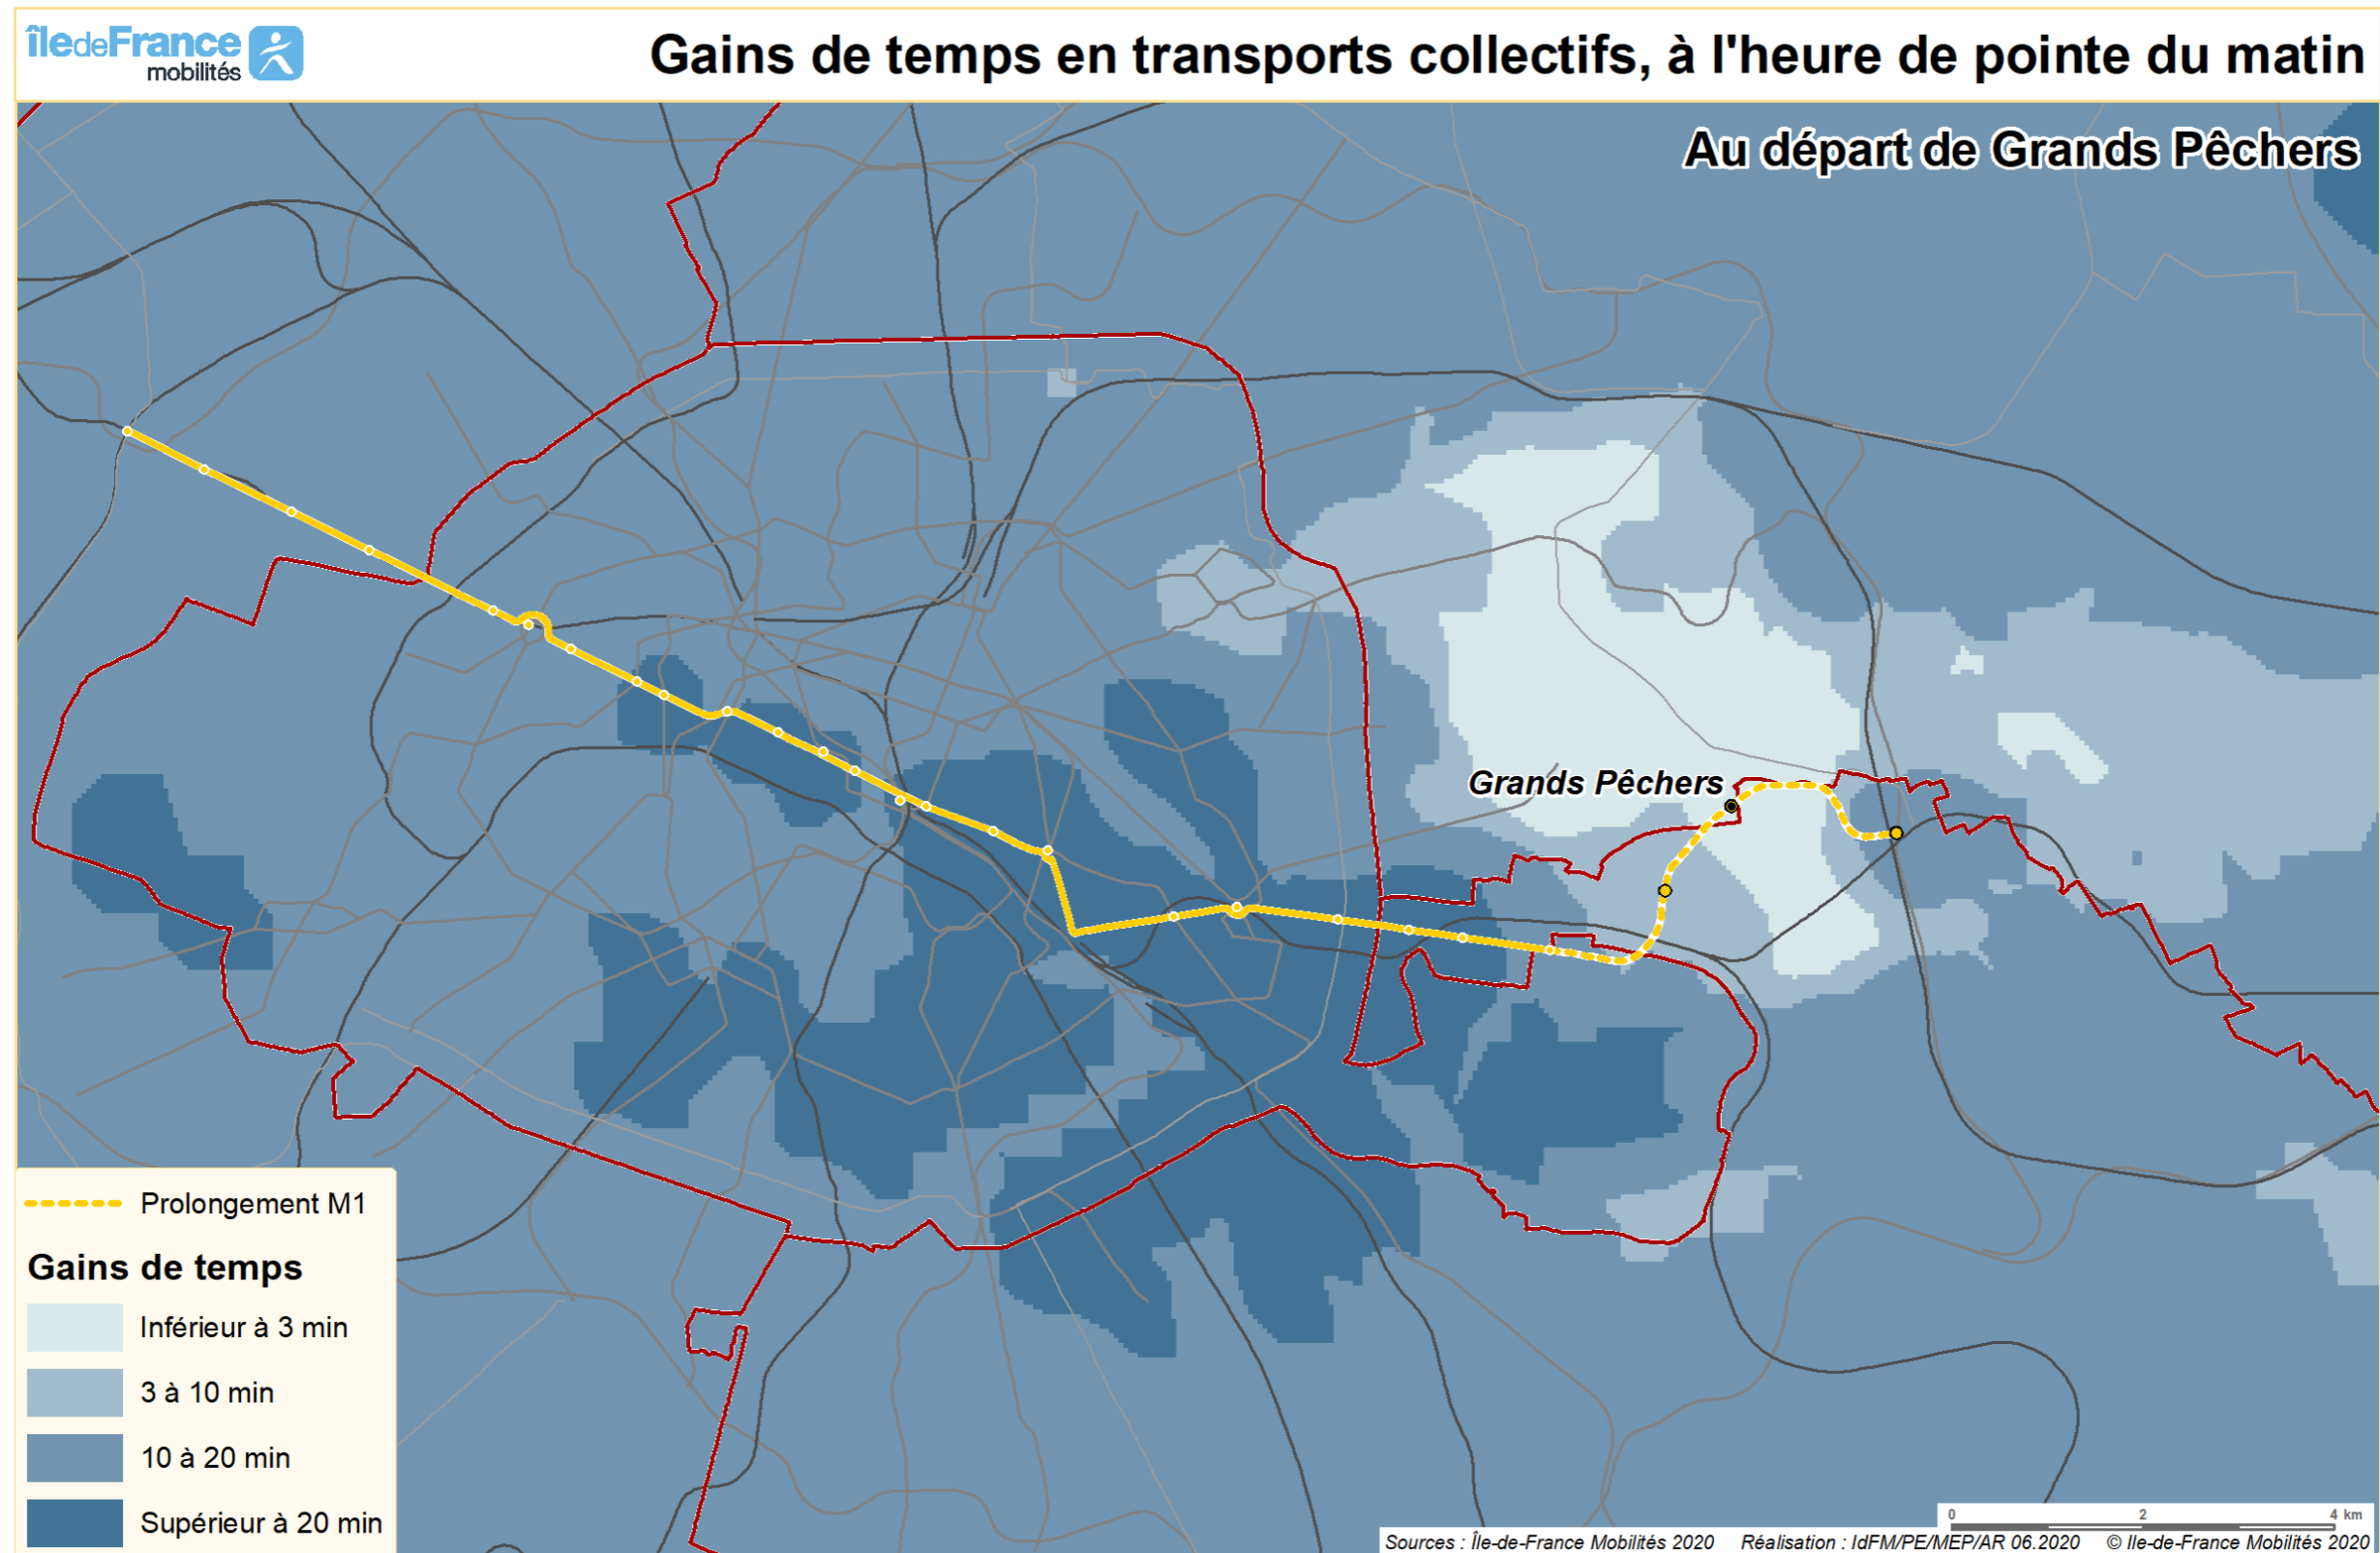 îledeFrance
mobilités
Gains de temps en transports collectifs, à l'heure de pointe du matin
Au départ de Grands Pêchers
Grands Pêchers
Prolongement M1
Gains de temps
Inférieur à 3 min
3 à 10 min
10 à 20 min
Supérieur à 20 min
0 2 4 km
Sources : Île-de-France Mobilités 2020 Réalisation : IdFM/PE/MEP/AR 06.2020 © Ile-de-France Mobilités 2020